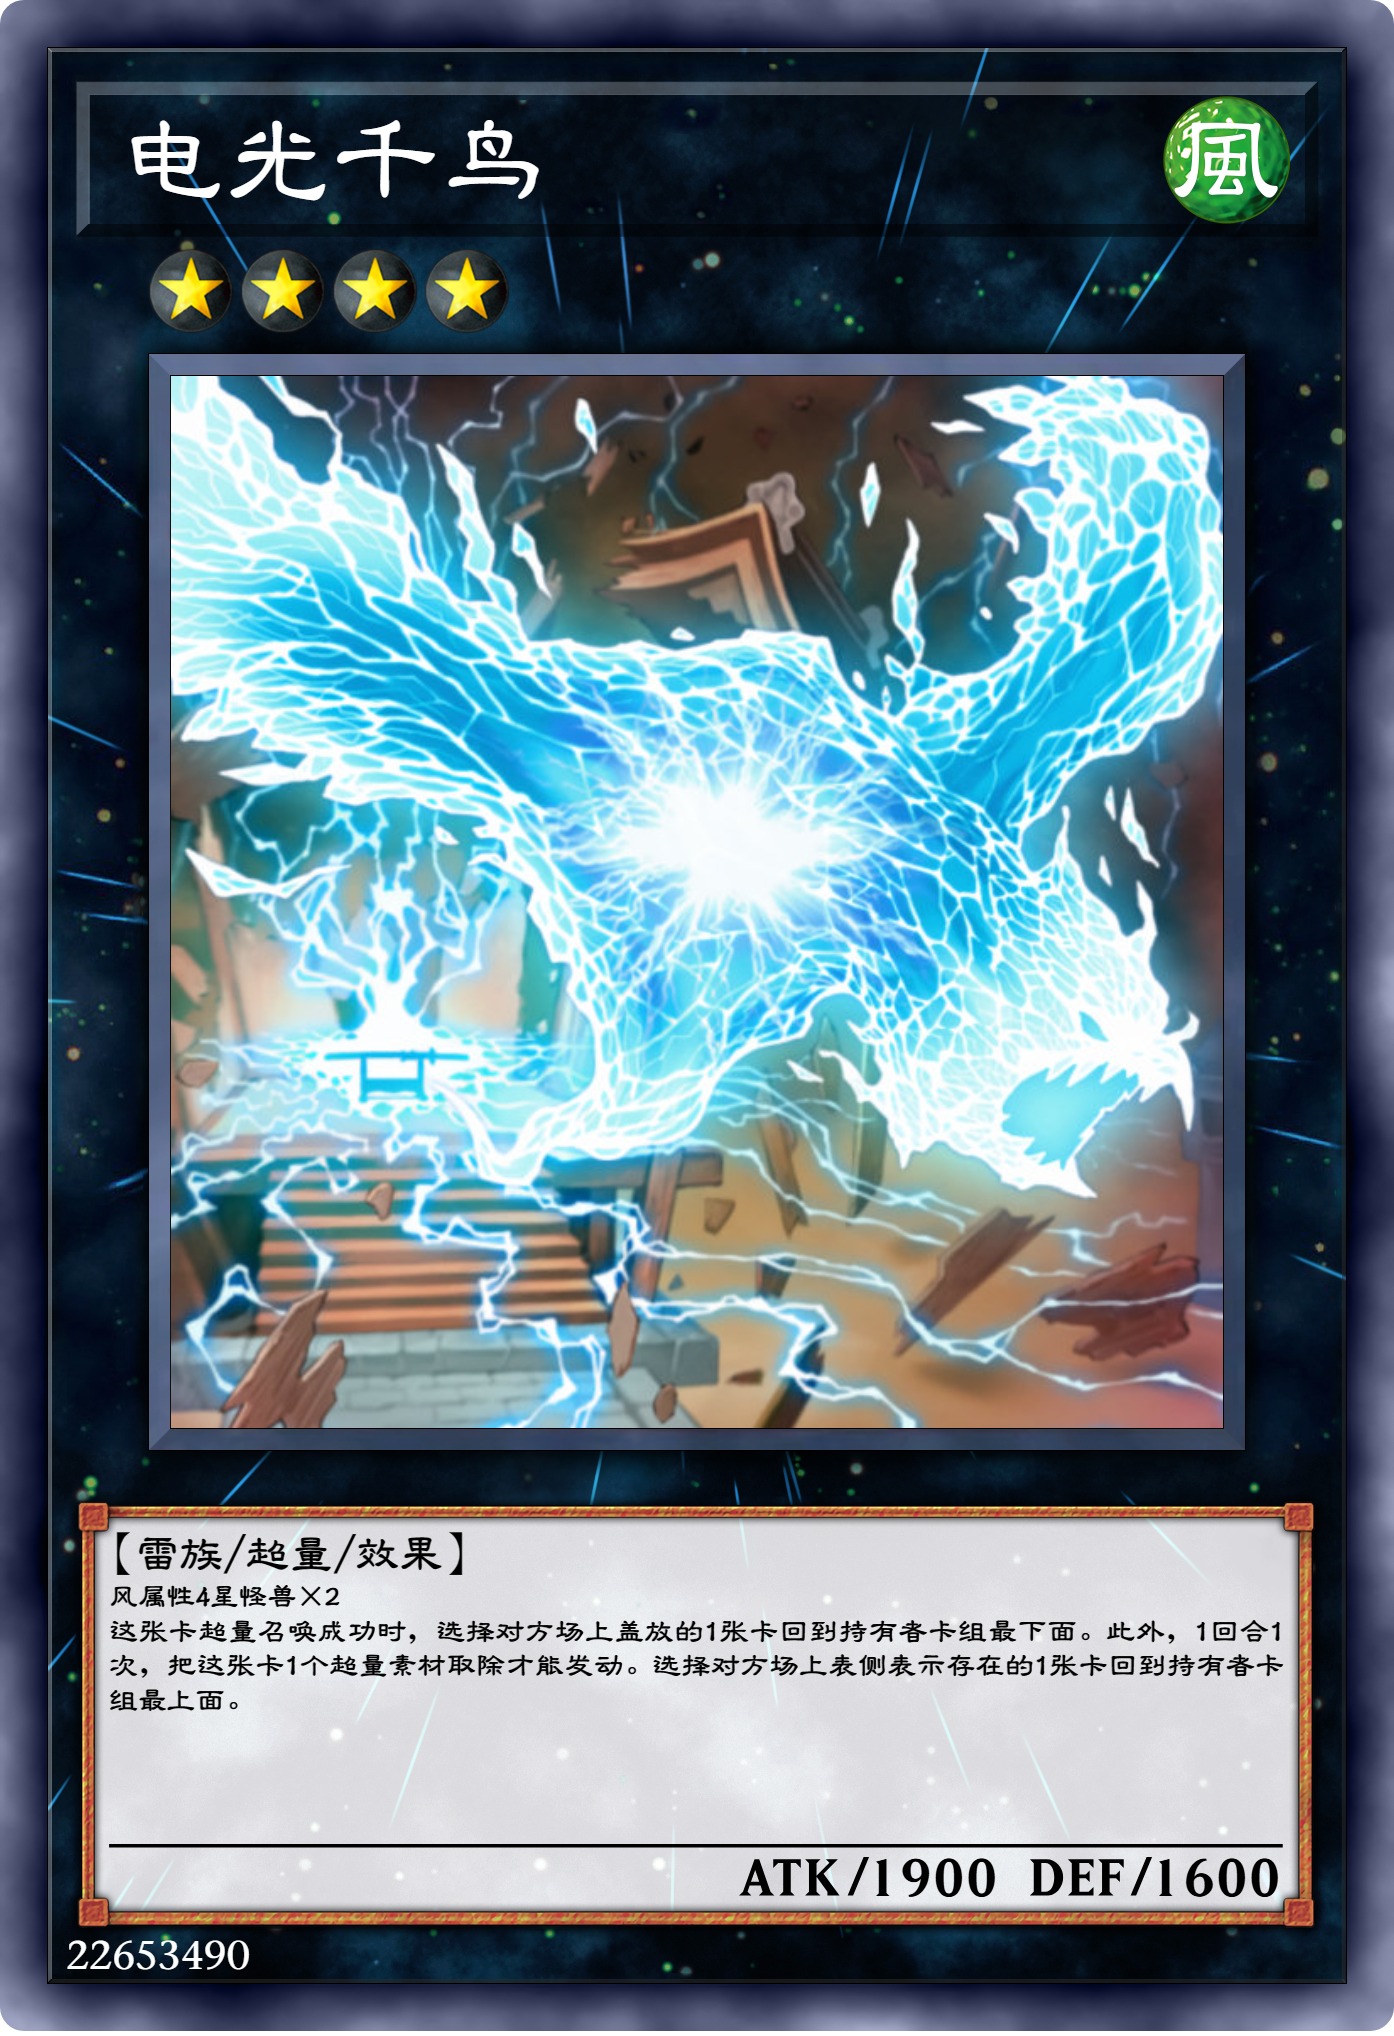 电光千鸟
風
【雷族/超量/效果】
风属性4星怪兽×2
这张卡超量召唤成功时，选择对方场上盖放的1张卡回到持有者卡组最下面。此外，1回合1
次，把这张卡1个超量素材取除才能发动。选择对方场上表侧表示存在的1张卡回到持有者卡
组最上面。
ATK/1900 DEF/1600
22653490